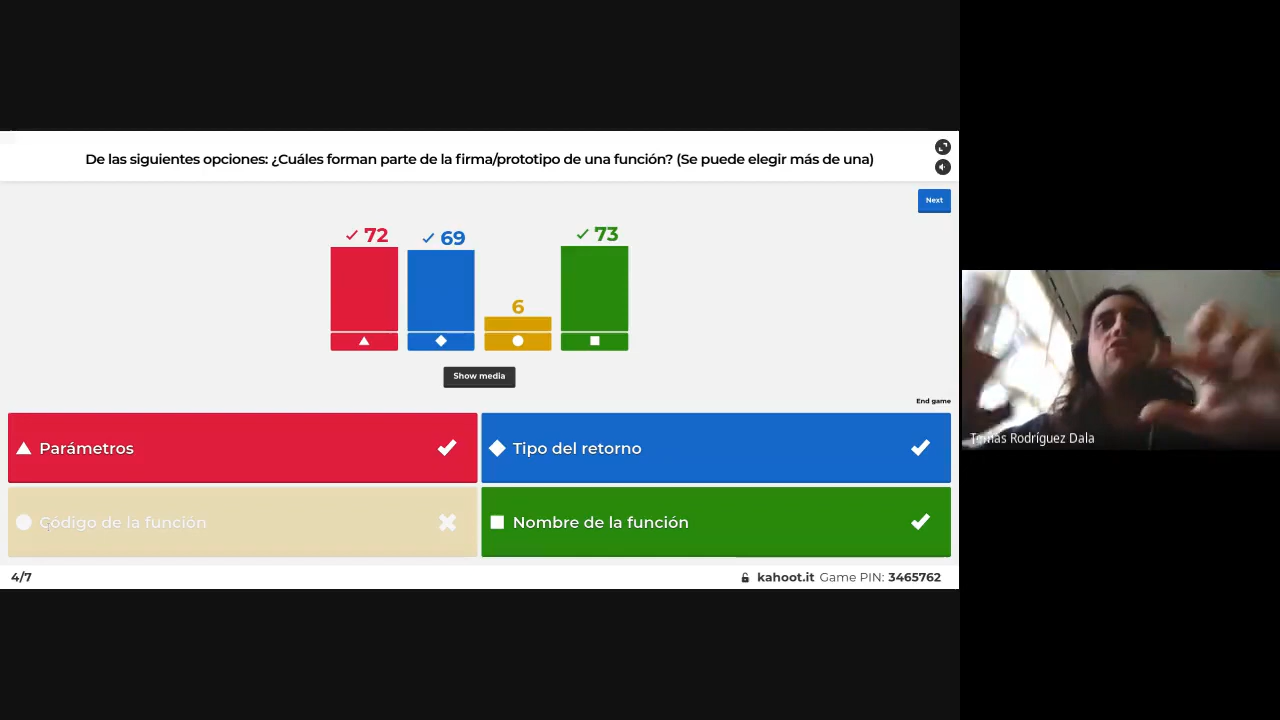 De las siguientes opciones: ¿Cuáles forman parte de la firma/prototipo de una función? (Se puede elegir más de una)
Next
72
69
6
73
Show media
End game
Parámetros
Tipo del retorno
Código de la función
Nombre de la función
4/7
kahoot.it Game PIN: 3465762
Tomás Rodríguez Dala